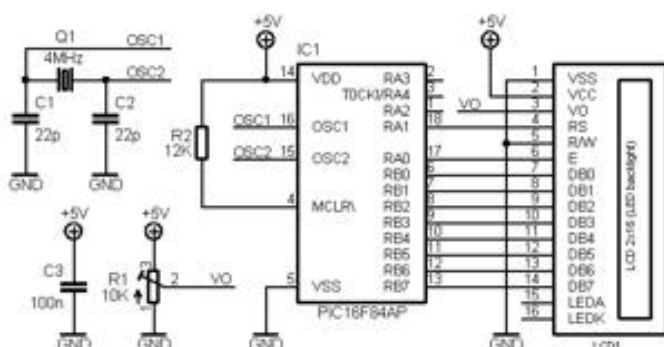 Q1
4MHz
OSC1
OSC2
C1
22p
C2
22p
GND
GND
+5V
C3
100n
GND
+5V
R1
10K
3
2
1
VO
GND
+5V
R2
12K
OSC1
OSC2
GND
IC1
14 VDD
16 OSC1
15 OSC2
4 MCLR\
5 VSS
RA3 2
T0CKI/RA4 3
RA2 1
RA1 18
RA0 17
RB0 6
RB1 7
RB2 8
RB3 9
RB4 10
RB5 11
RB6 12
RB7 13
PIC16F84AP
+5V
VO
GND
1 VSS
2 VCC
3 VO
4 RS
5 R/W
6 E
7 DB0
8 DB1
9 DB2
10 DB3
11 DB4
12 DB5
13 DB6
14 DB7
15 LEDA
16 LEDK
LCD 2x16 (LED backlight)
LCD1